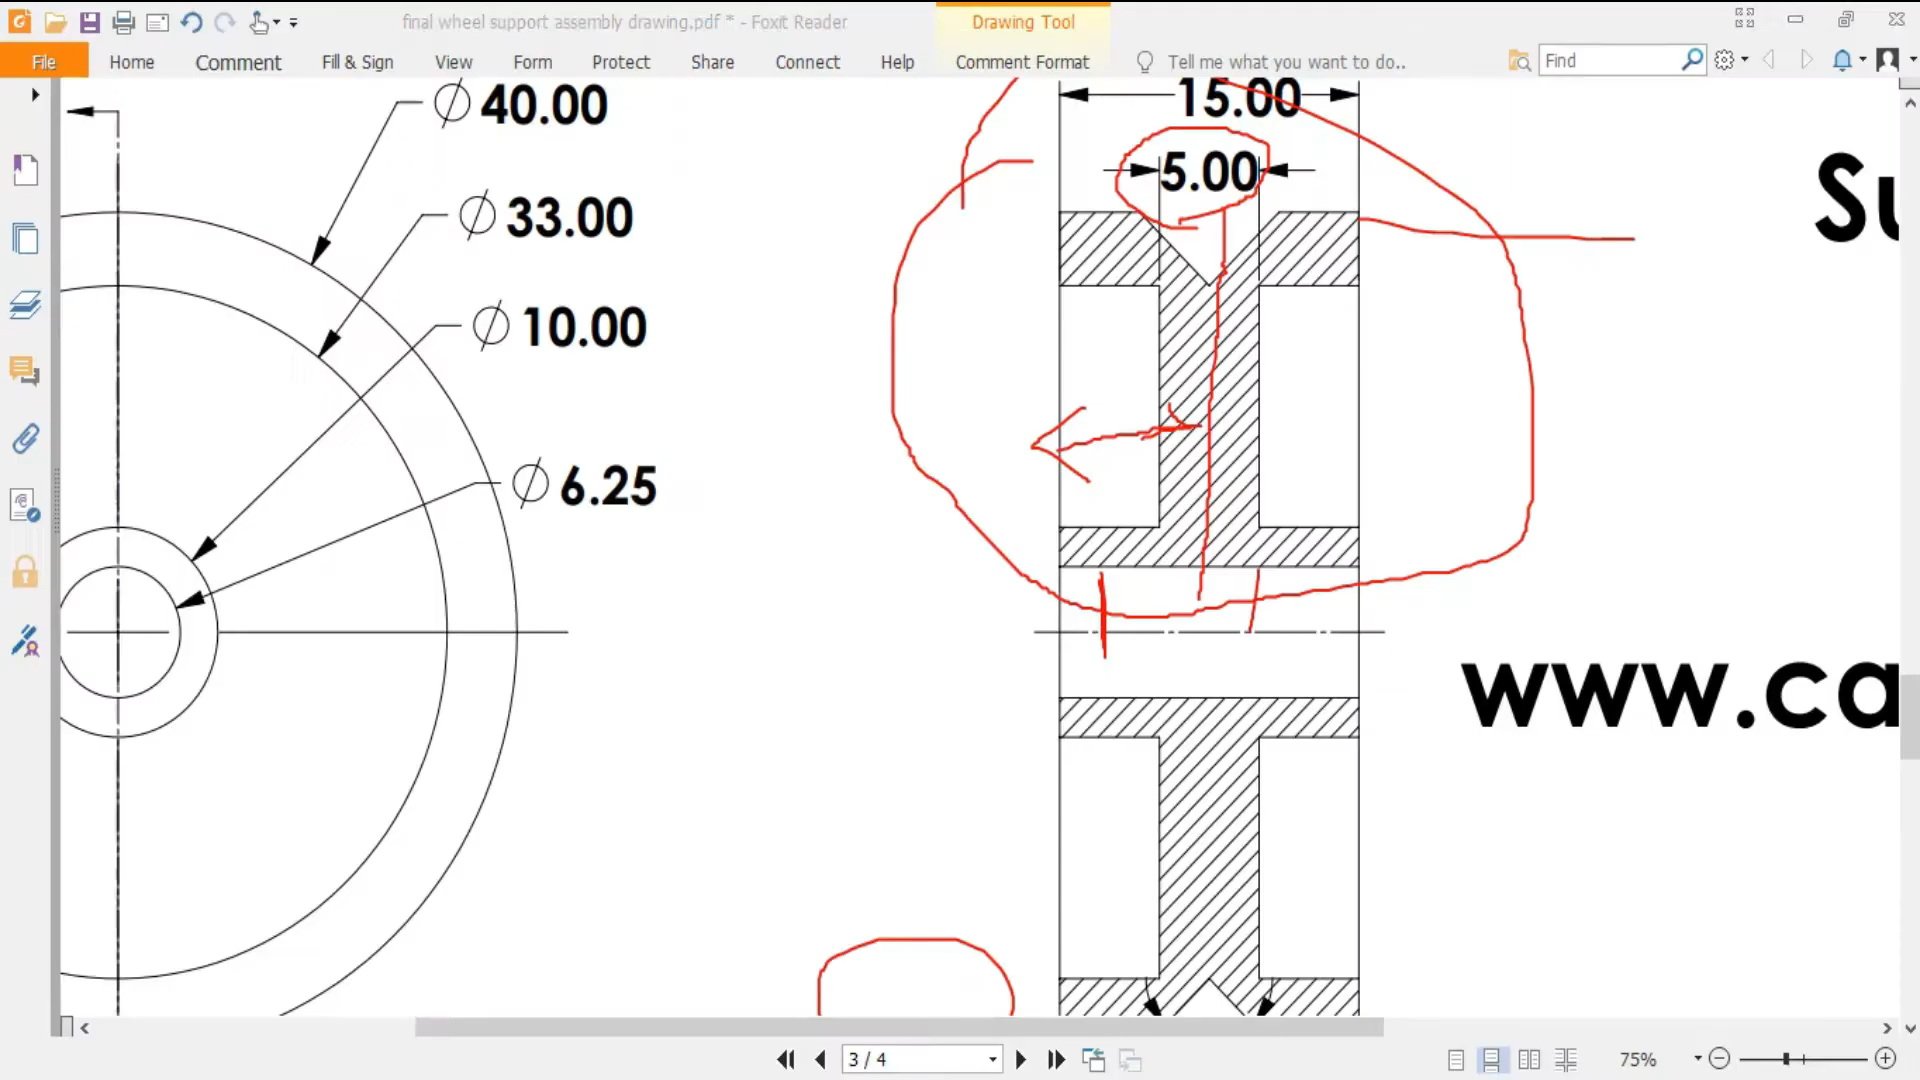 final wheel support assembly drawing.pdf * - Foxit Reader
Drawing Tool
File Home Comment Fill & Sign View Form Protect Share Connect Help Comment Format Tell me what you want to do.. Find
⌀ 40.00
⌀ 33.00
⌀ 10.00
⌀ 6.25
15.00
5.00
Su
www.ca
3 / 4
75%